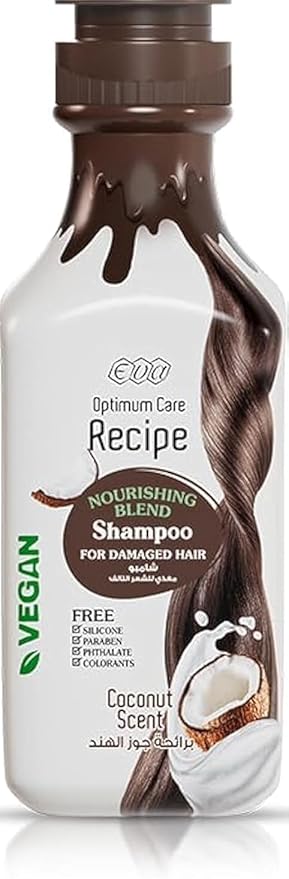 Eva
Optimum Care
Recipe
NOURISHING
BLEND
Shampoo
FOR DAMAGED HAIR
شامبو
مغذي للشعر التالف
VEGAN
FREE
SILICONE
PARABEN
PHTHALATE
COLORANTS
Coconut
Scent
برائحة جوز الهند